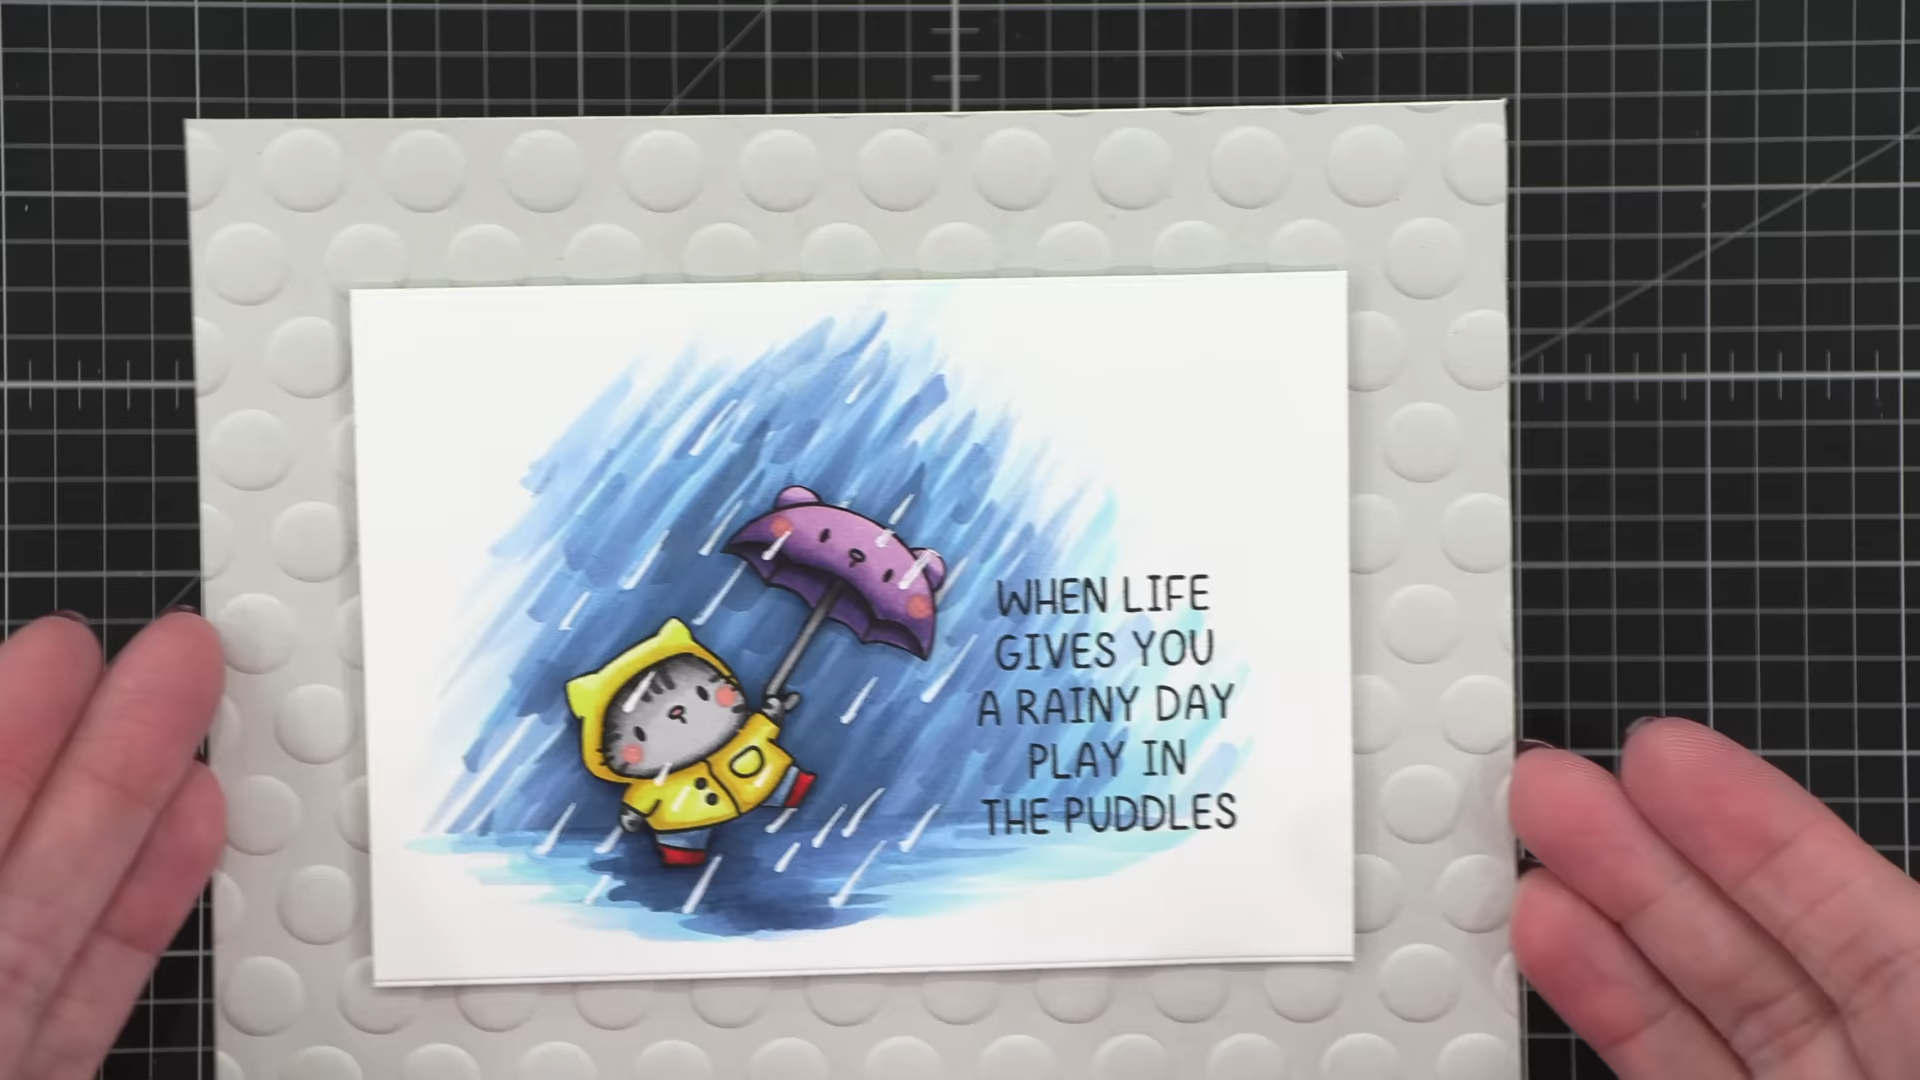 WHEN LIFE
GIVES YOU
A RAINY DAY
PLAY IN
THE PUDDLES